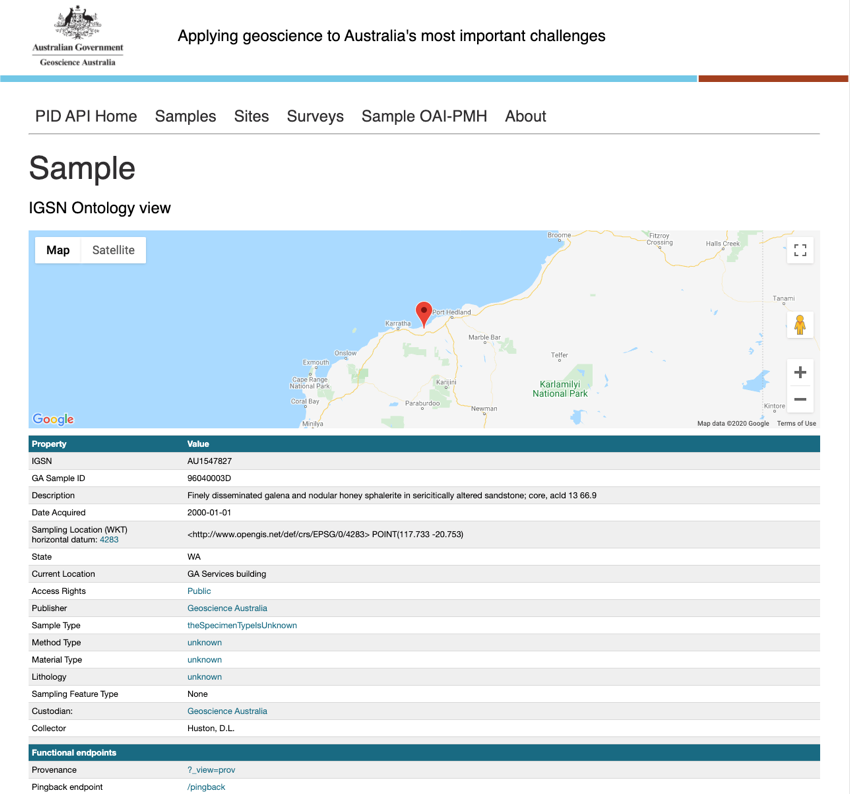 Australian Government
Geoscience Australia
Applying geoscience to Australia's most important challenges
PID API Home Samples Sites Surveys Sample OAI-PMH About
Sample
IGSN Ontology view
Map Satellite
Broome
Fitzroy
Crossing
Halls Creek
Tanami
Port Hedland
Karratha
Marble Bar
Onslow
Telfer
Exmouth
Cape Range
National Park
Karijini
Karlamilyi
National Park
Coral Bay
Paraburdoo
Newman
Kintore
Minilya
Google
Map data ©2020 Google Terms of Use
Property Value
IGSN AU1547827
GA Sample ID 96040003D
Description Finely disseminated galena and nodular honey sphalerite in sericitically altered sandstone; core, acld 13 66.9
Date Acquired 2000-01-01
Sampling Location (WKT)
horizontal datum: 4283 <http://www.opengis.net/def/crs/EPSG/0/4283> POINT(117.733 -20.753)
State WA
Current Location GA Services building
Access Rights Public
Publisher Geoscience Australia
Sample Type theSpecimenTypeIsUnknown
Method Type unknown
Material Type unknown
Lithology unknown
Sampling Feature Type None
Custodian: Geoscience Australia
Collector Huston, D.L.
Functional endpoints
Provenance ?_view=prov
Pingback endpoint /pingback